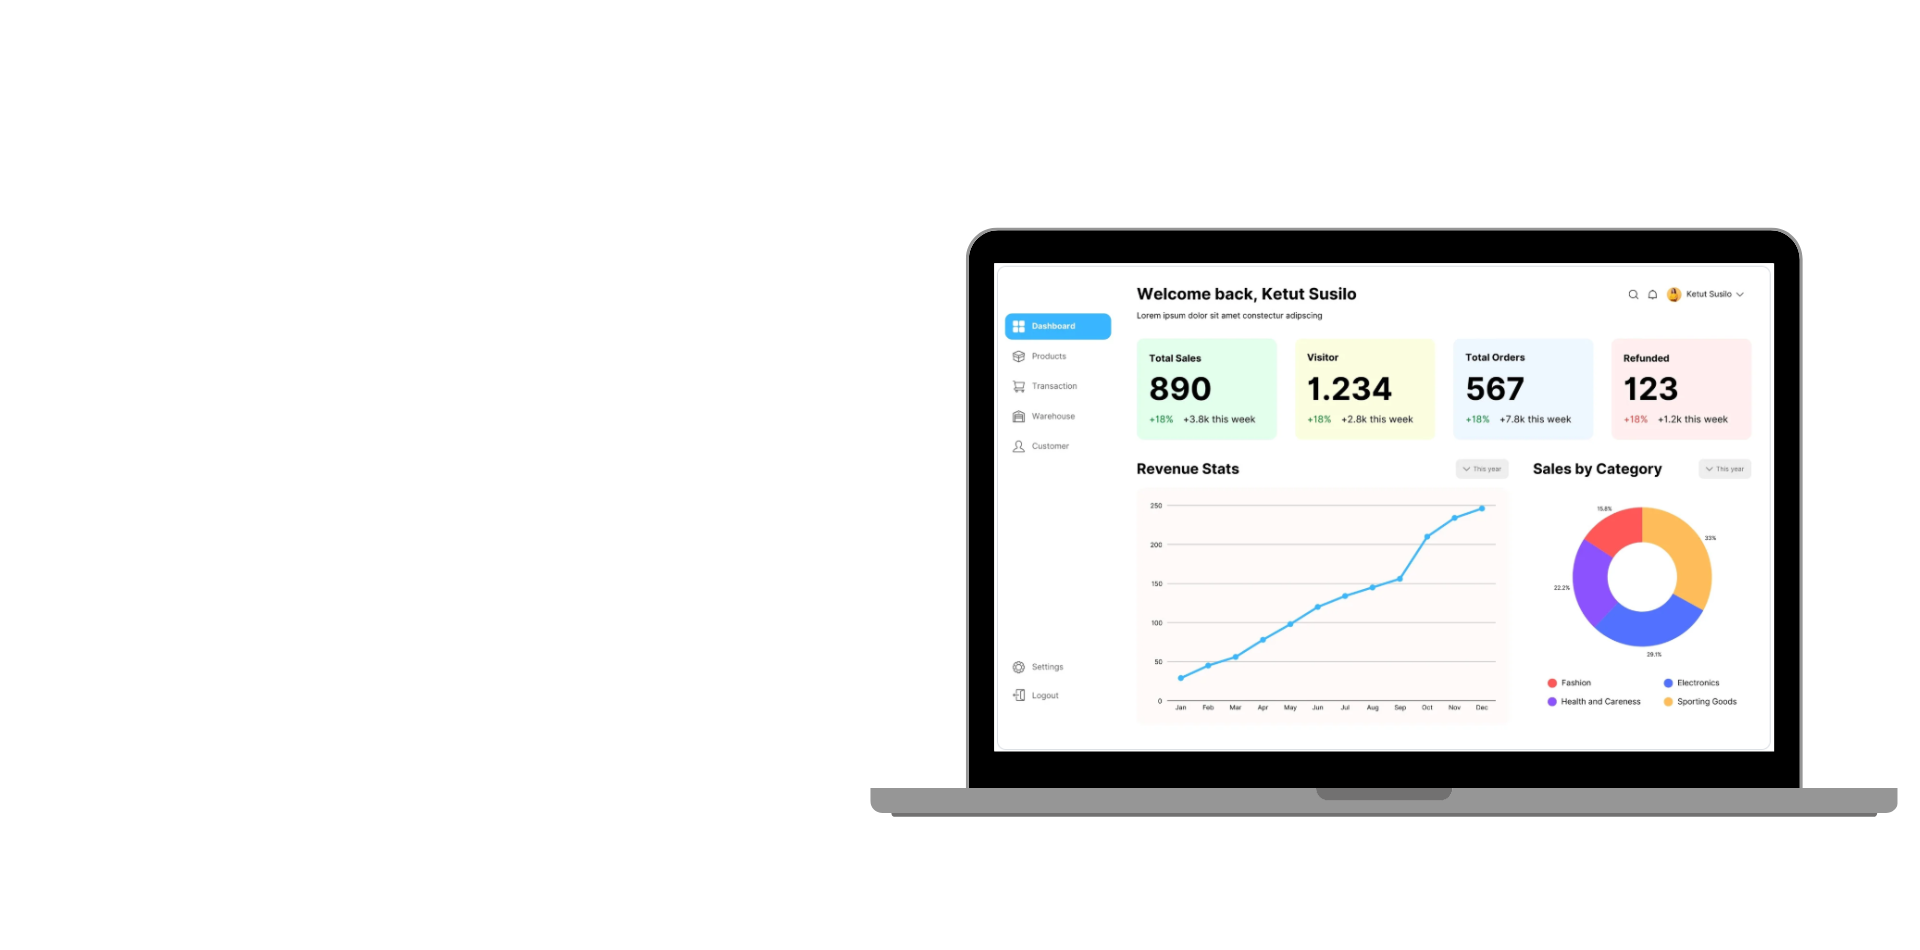 Welcome back, Ketut Susilo
Lorem ipsum dolor sit amet constectur adipscing
Ketut Susilo
Dashboard
Products
Transaction
Warehouse
Customer
Settings
Logout
Total Sales
890
+18% +3.8k this week
Visitor
1.234
+18% +2.8k this week
Total Orders
567
+18% +7.8k this week
Refunded
123
+18% +1.2k this week
Revenue Stats
This year
250
200
150
100
50
0
Jan Feb Mar Apr May Jun Jul Aug Sep Oct Nov Dec
Sales by Category
This year
15.8%
33%
22.2%
29.1%
Fashion
Electronics
Health and Careness
Sporting Goods